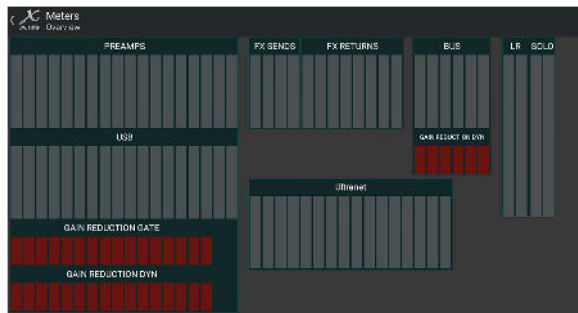 Meters
Overview
PREAMPS
FX SENDS
FX RETURNS
BUS
LR
SOLO
USB
GAIN REDUCTION DYN
Ultranet
GAIN REDUCTION GATE
GAIN REDUCTION DYN